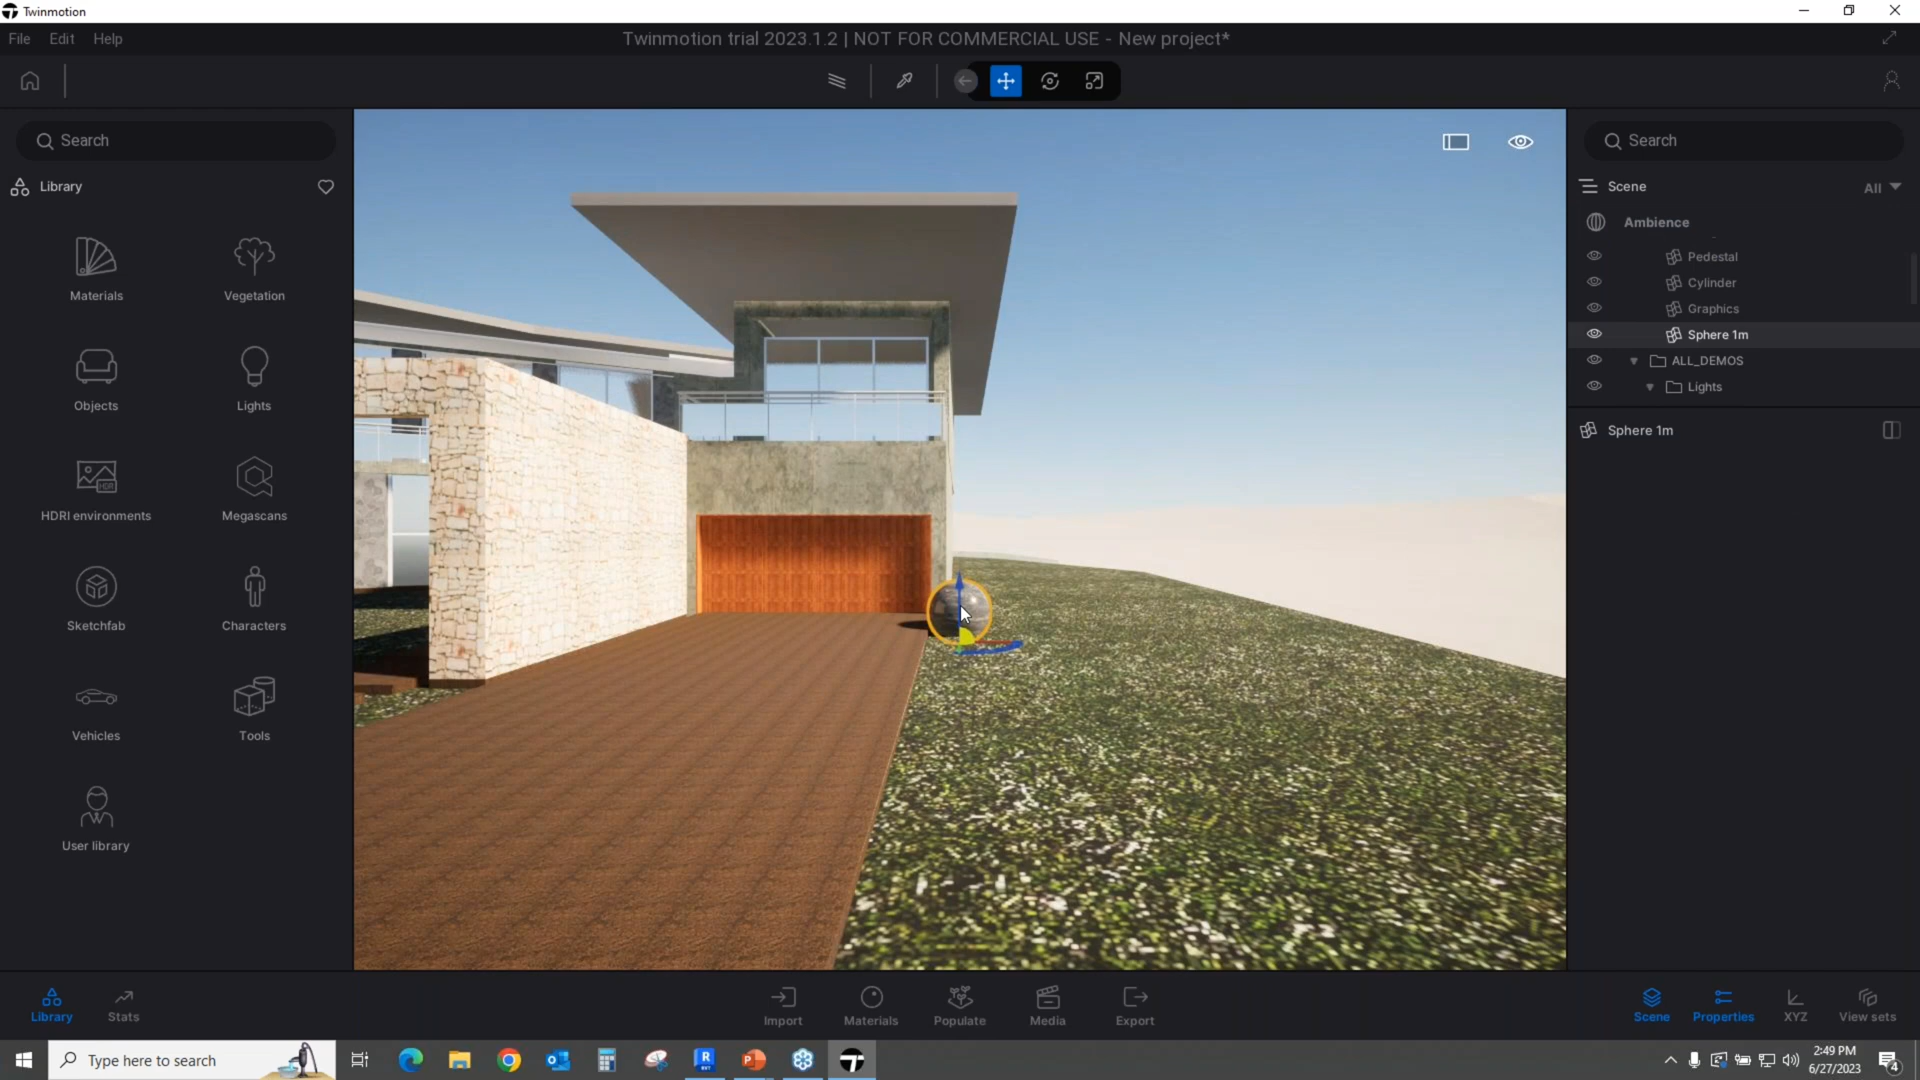 Twinmotion
File Edit Help
Twinmotion trial 2023.1.2 | NOT FOR COMMERCIAL USE - New project*
Search
Library
Materials
Vegetation
Objects
Lights
HDRI environments
Megascans
Sketchfab
Characters
Vehicles
Tools
User library
Search
Scene
All
Ambience
Pedestal
Cylinder
Graphics
Sphere 1m
ALL_DEMOS
Lights
Sphere 1m
Library
Stats
Import
Materials
Populate
Media
Export
Scene
Properties
XYZ
View sets
Type here to search
2:49 PM
6/27/2023
4